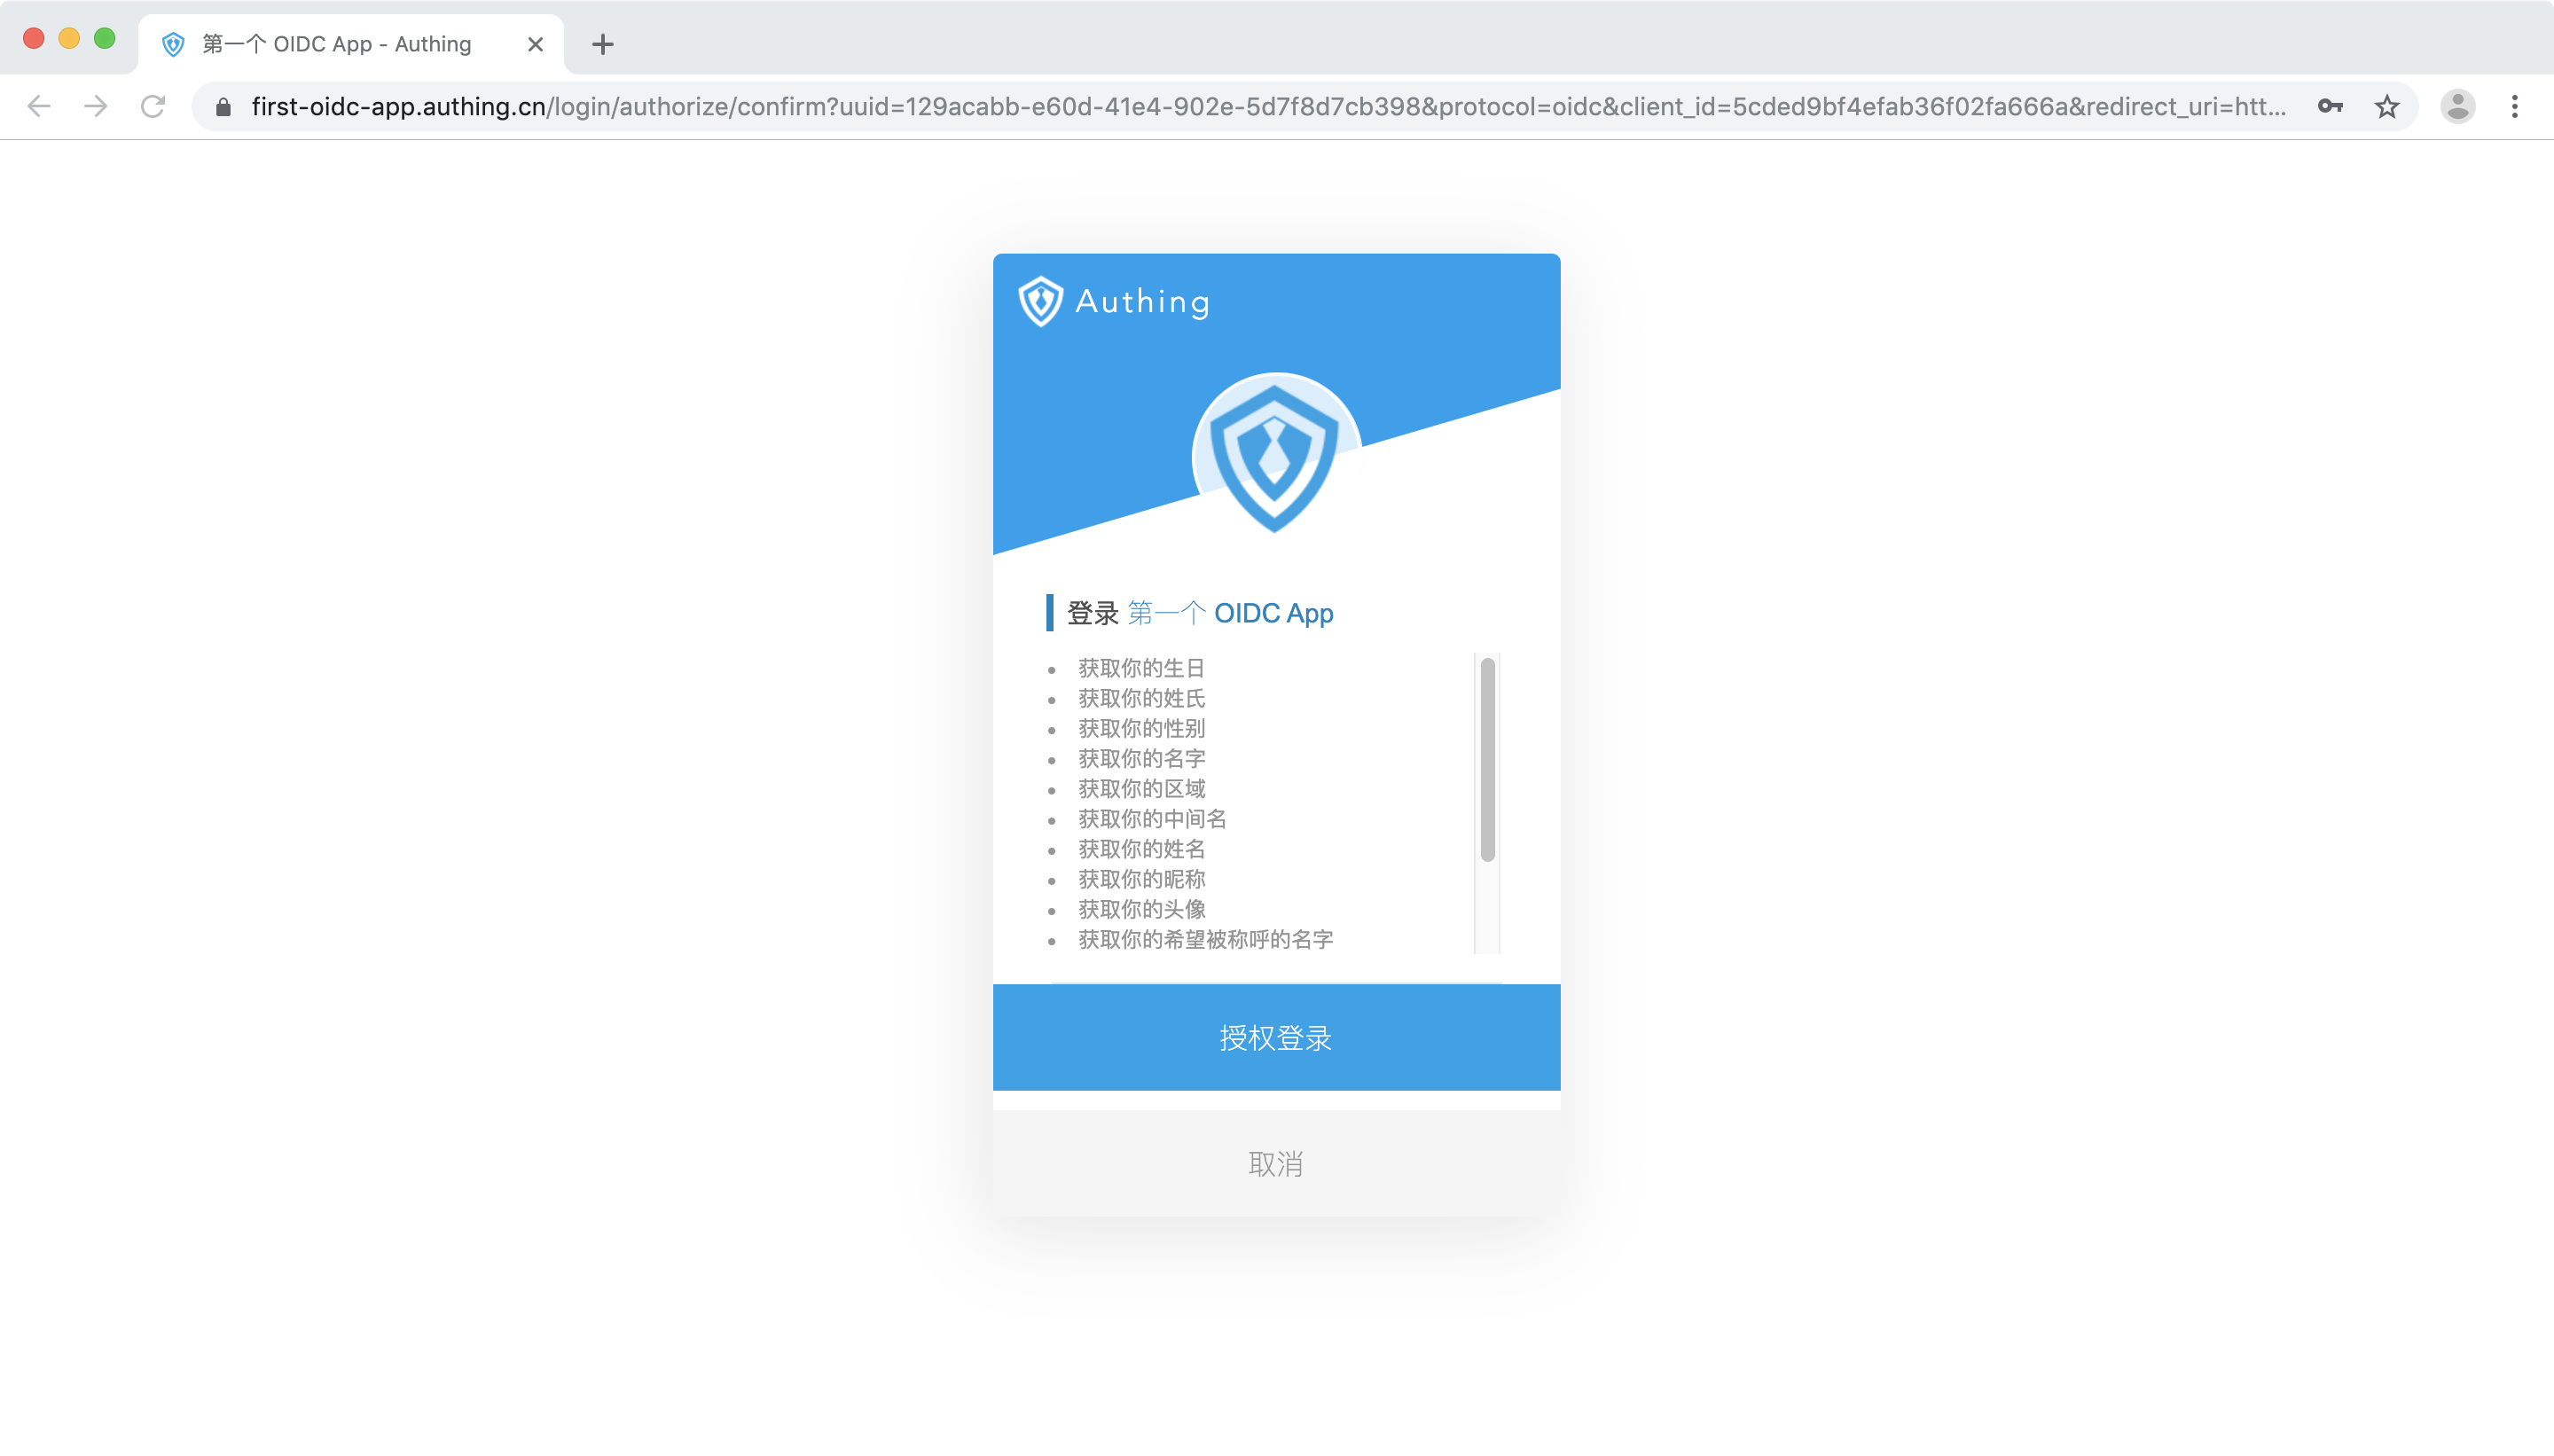 第一个 OIDC App - Authing
first-oidc-app.authing.cn/login/authorize/confirm?uuid=129acabb-e60d-41e4-902e-5d7f8d7cb398&protocol=oidc&client_id=5cded9bf4efab36f02fa666a&redirect_uri=htt...
Authing
登录 第一个 OIDC App
获取你的生日
获取你的姓氏
获取你的性别
获取你的名字
获取你的区域
获取你的中间名
获取你的姓名
获取你的昵称
获取你的头像
获取你的希望被称呼的名字
授权登录
取消